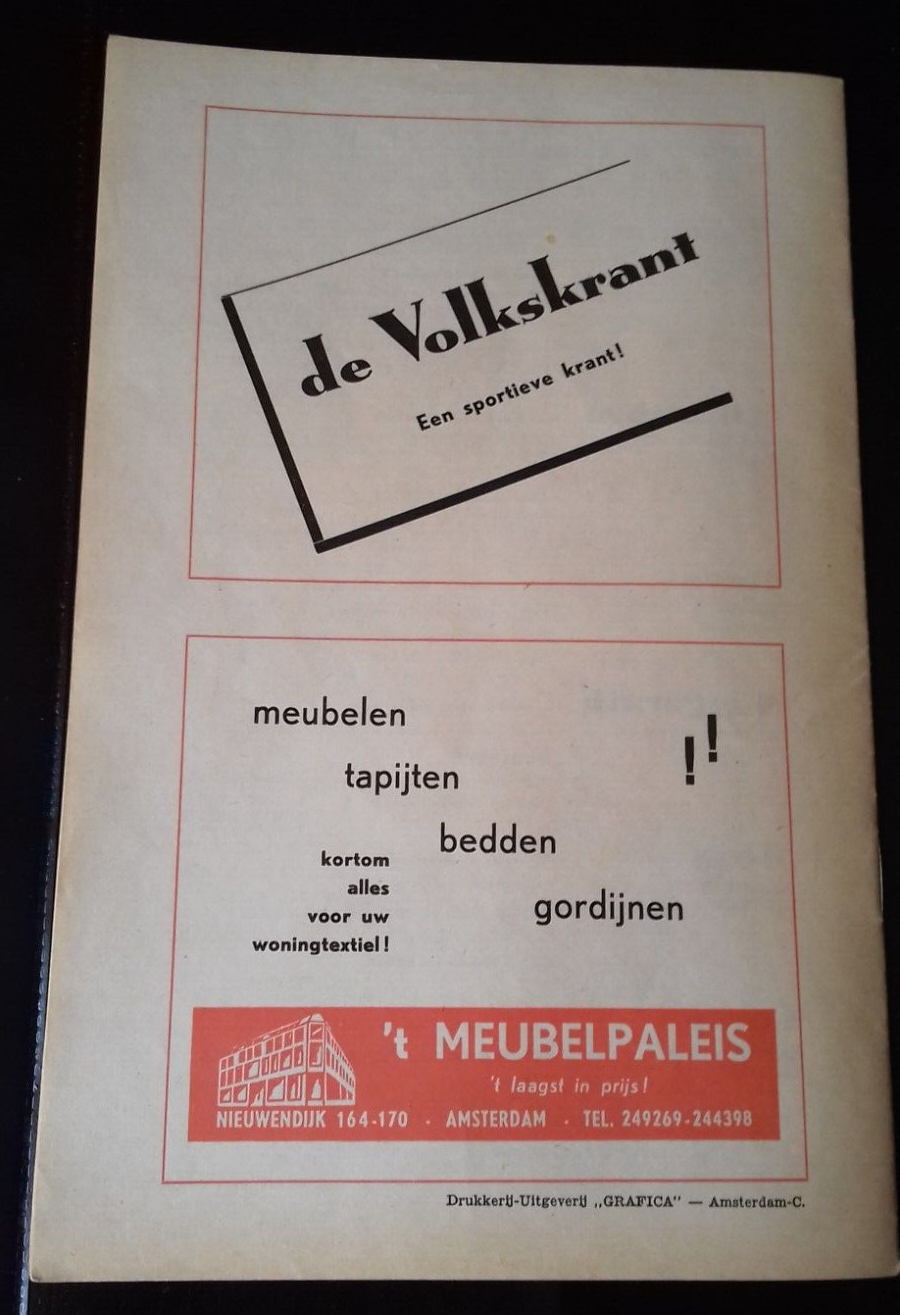 de Volkskrant
Een sportieve krant!
meubelen
!!
tapijten
bedden
gordijnen
kortom
alles
voor uw
woningtextiel!
't MEUBELPALEIS
't laagst in prijs!
NIEUWENDIJK 164-170 - AMSTERDAM - TEL. 249269-244398
Drukkerij-Uitgeverij „GRAFICA” — Amsterdam-C.